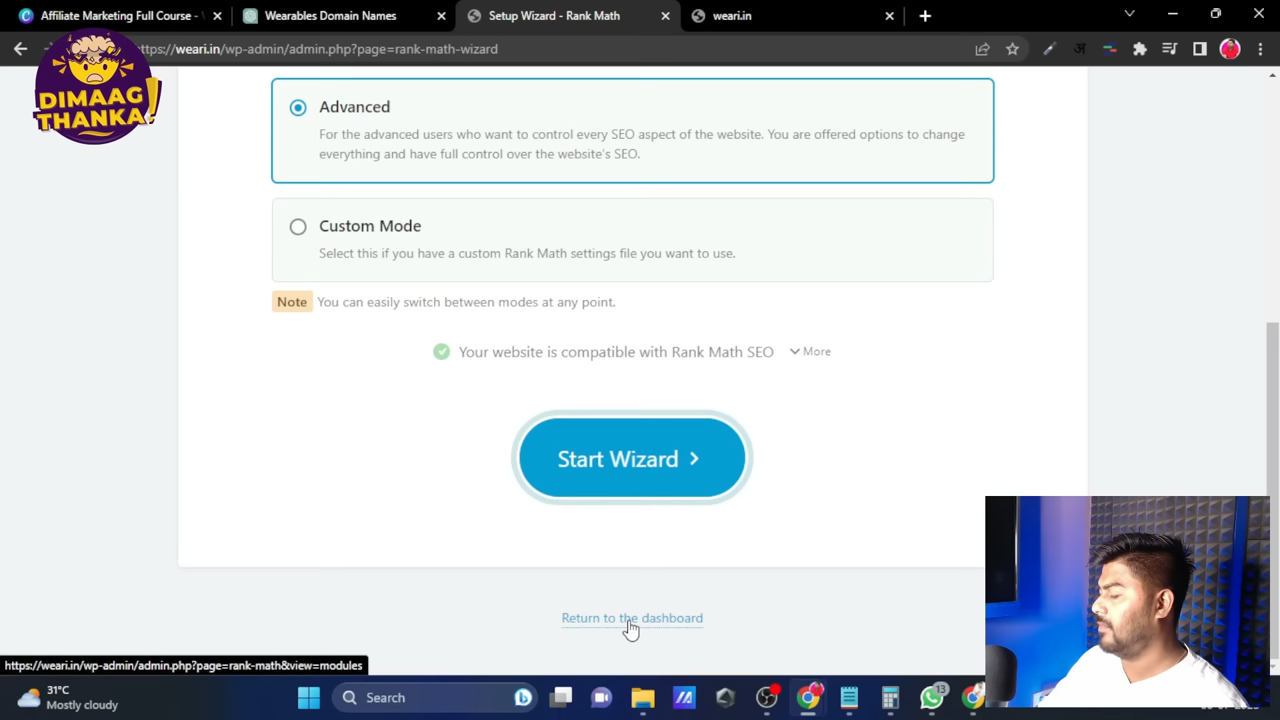 Affiliate Marketing Full Course -
Wearables Domain Names
Setup Wizard - Rank Math
weari.in
https://weari.in/wp-admin/admin.php?page=rank-math-wizard
DIMAAG
THANKA!
Advanced
For the advanced users who want to control every SEO aspect of the website. You are offered options to change
everything and have full control over the website's SEO.
Custom Mode
Select this if you have a custom Rank Math settings file you want to use.
Note You can easily switch between modes at any point.
Your website is compatible with Rank Math SEO More
Start Wizard
Return to the dashboard
https://weari.in/wp-admin/admin.php?page=rank-math&view=modules
31°C
Mostly cloudy
Search
13